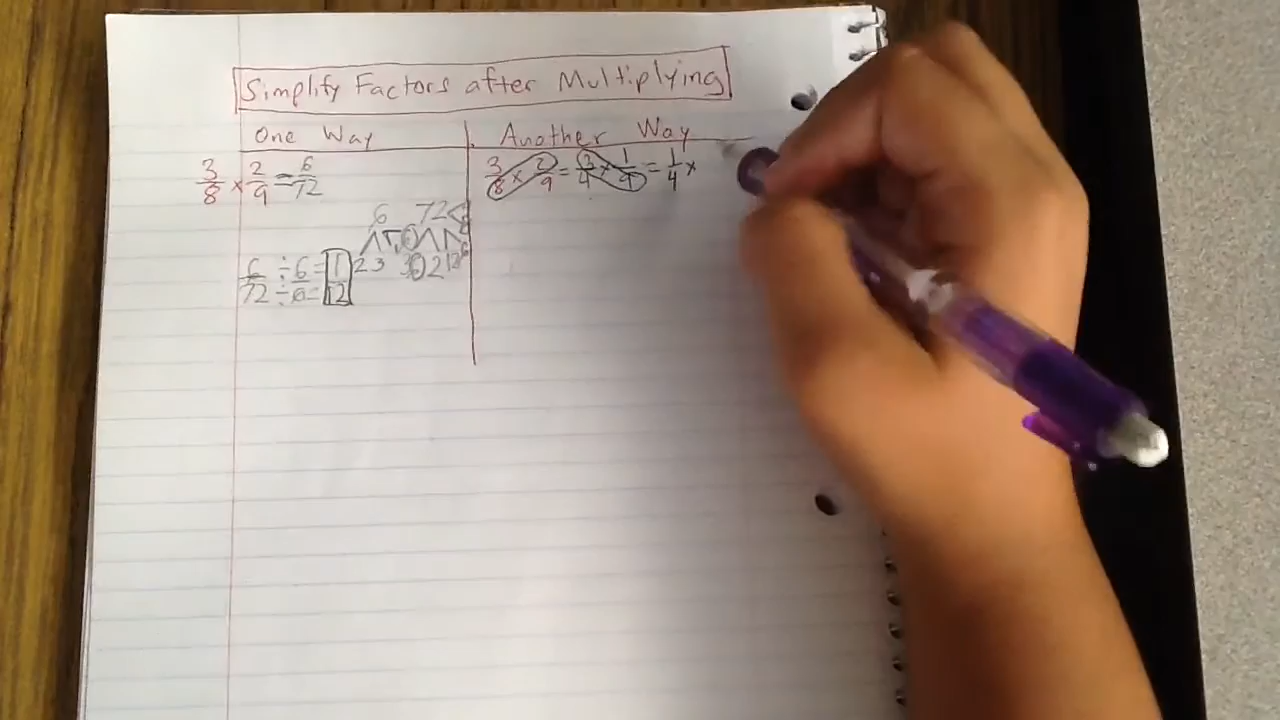 Simplify Factors after Multiplying
One Way
3/8 × 2/9 = 6/72
6 72
2 3
6/72 ÷ 6/6 = 1/12
Another Way
3/8 × 2/9 = 3/4 × 1/9 = 1/4 ×